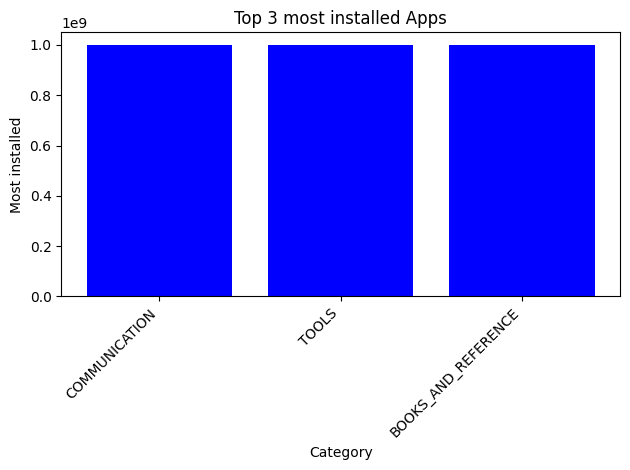 Top 3 most installed Apps
1e9
1.0
0.8
0.6
0.4
0.2
0.0
Most installed
COMMUNICATION
TOOLS
BOOKS_AND_REFERENCE
Category